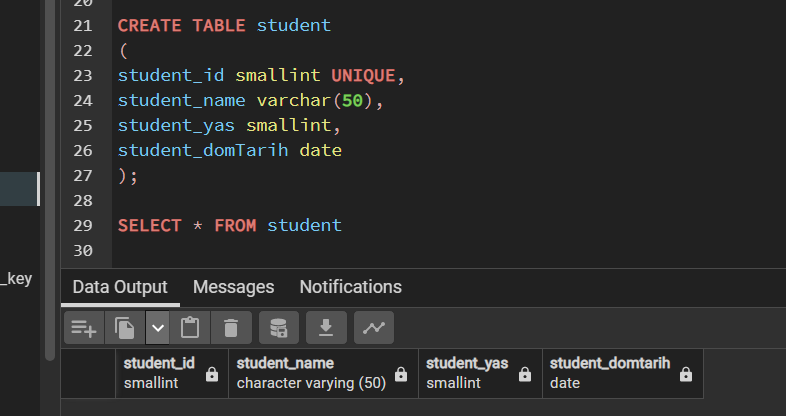 20
21 CREATE TABLE student
22 (
23 student_id smallint UNIQUE,
24 student_name varchar(50),
25 student_yas smallint,
26 student_domTarih date
27 );
28
29 SELECT * FROM student
30
_key
Data Output Messages Notifications
student_id student_name student_yas student_domtarih
smallint character varying (50) smallint date